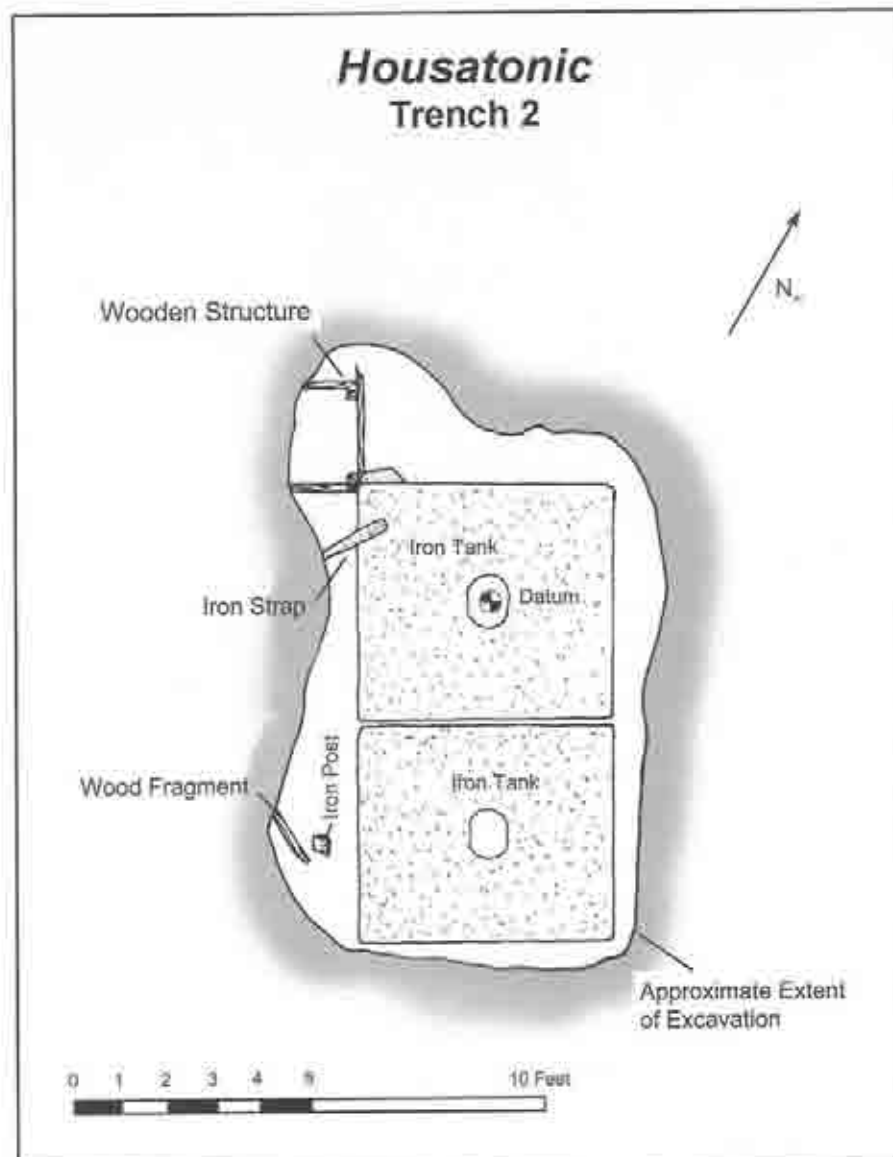 Housatonic
Trench 2
N
Wooden Structure
Iron Tank
Datum
Iron Strap
Iron Post
Wood Fragment
Iron Tank
Approximate Extent
of Excavation
0 1 2 3 4 5 10 Feet